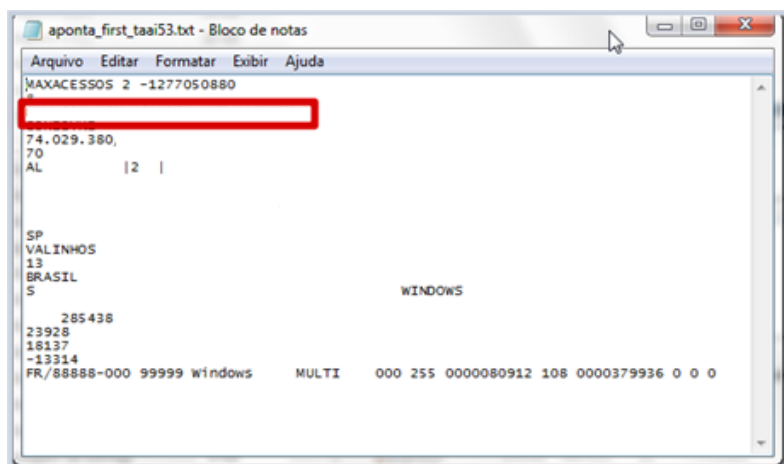 aponta_first_taai53.txt - Bloco de notas
Arquivo Editar Formatar Exibir Ajuda
MAXACESSOS 2 -1277050880
74.029.380,
70
AL |2 |
SP
VALINHOS
13
BRASIL
S WINDOWS
285438
23928
18137
-13314
FR/88888-000 99999 Windows MULTI 000 255 0000080912 108 0000379936 0 0 0